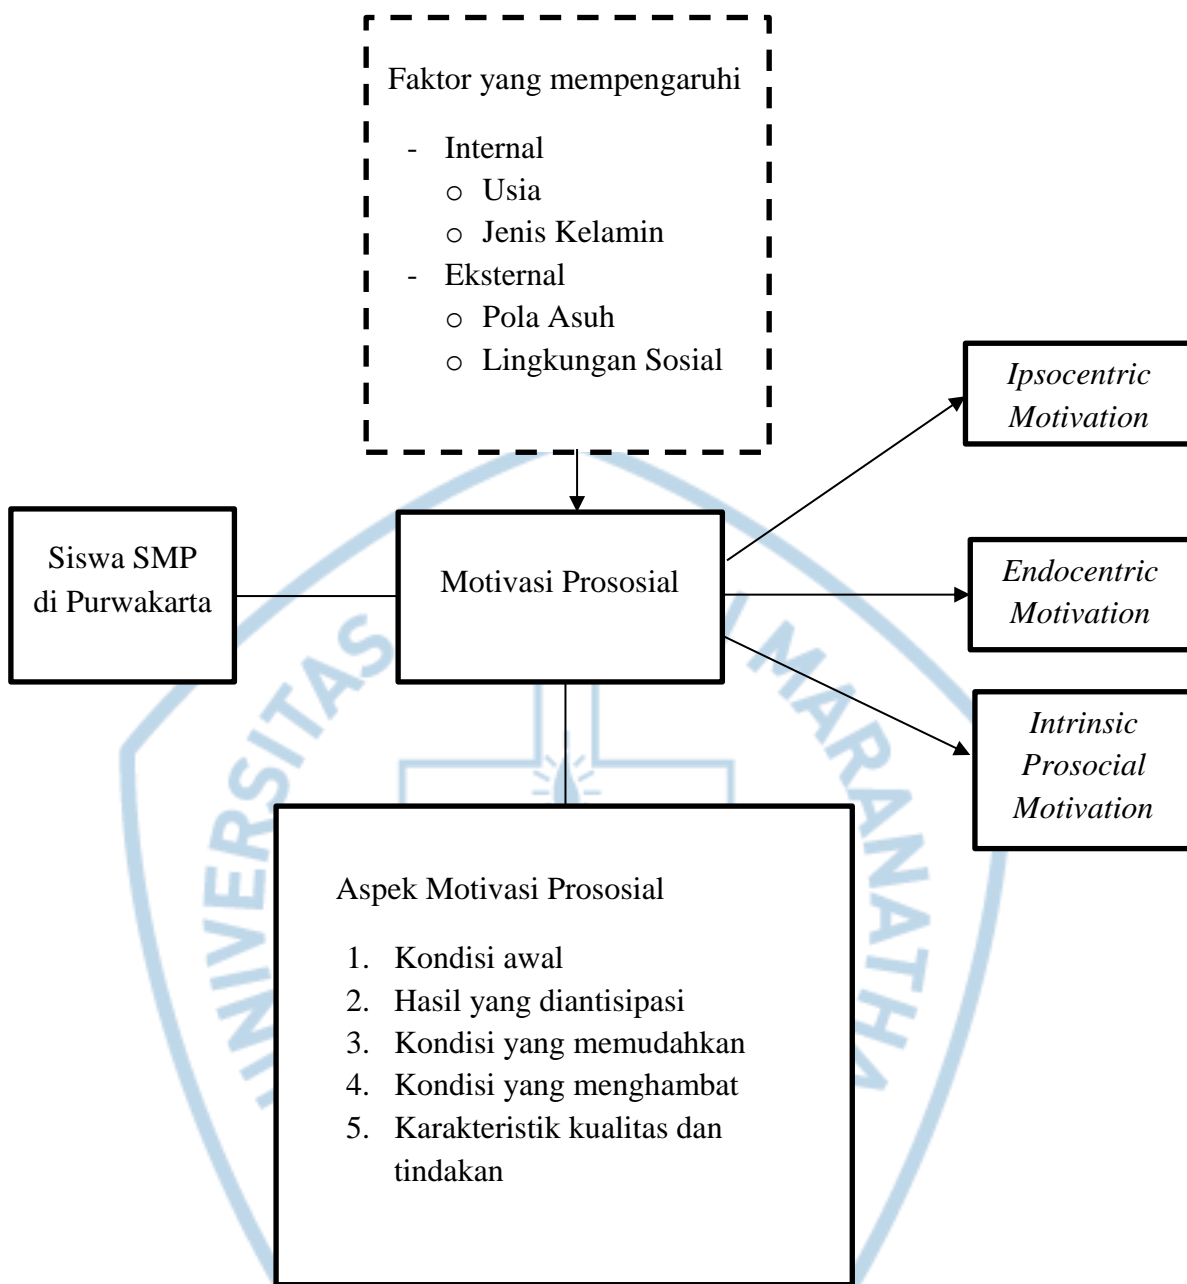 Faktor yang mempengaruhi
- Internal
o Usia
o Jenis Kelamin
- Eksternal
o Pola Asuh
o Lingkungan Sosial
Ipsocentric
Motivation
Siswa SMP
di Purwakarta
Motivasi Prososial
Endocentric
Motivation
Intrinsic
Prosocial
Motivation
Aspek Motivasi Prososial
1. Kondisi awal
2. Hasil yang diantisipasi
3. Kondisi yang memudahkan
4. Kondisi yang menghambat
5. Karakteristik kualitas dan
tindakan
UNIVERSITAS
MARANATHA